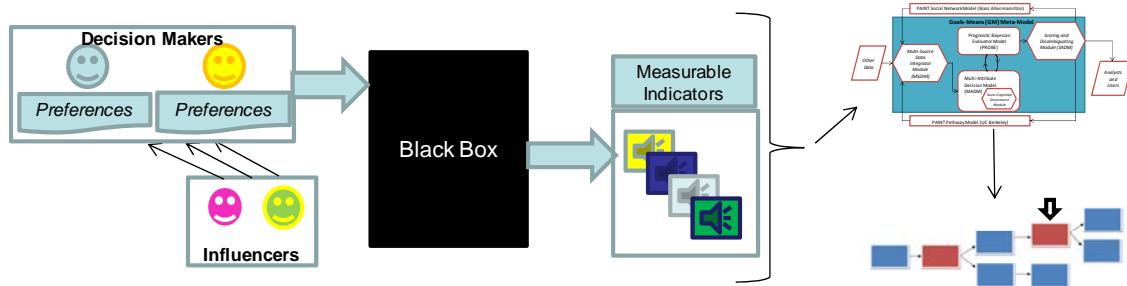 Decision Makers
Preferences
Preferences
Influencers
Black Box
Measurable
Indicators
PAINT Social Network Model (Booz Allen Hamilton)
Goals-Means (GM) Meta-Model
Other
Data
Multi-Source
Data
Integrator
Module
(MSDIM)
Prognostic Bayesian
Evaluator Model
(PROBE)
Multi-Attribute
Decision Model
(MADM)
Module
Scoring and
Disambiguating
Module (SADM)
Analysts
and
Users
PAINT Pathway Model (UC Berkeley)